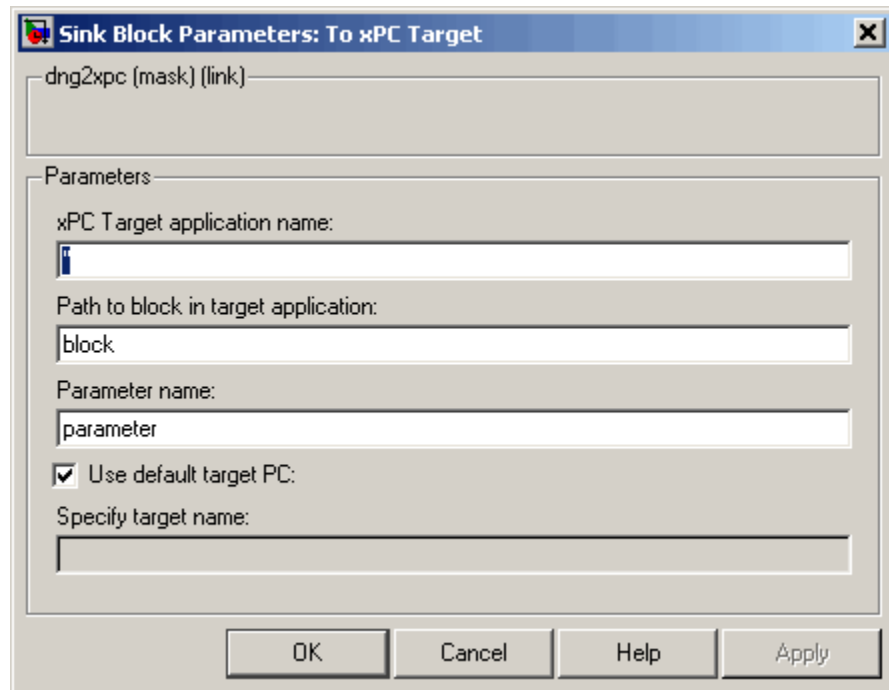 Sink Block Parameters: To xPC Target
dng2xpc (mask) (link)
Parameters
xPC Target application name:
''
Path to block in target application:
block
Parameter name:
parameter
Use default target PC:
Specify target name:
OK
Cancel
Help
Apply